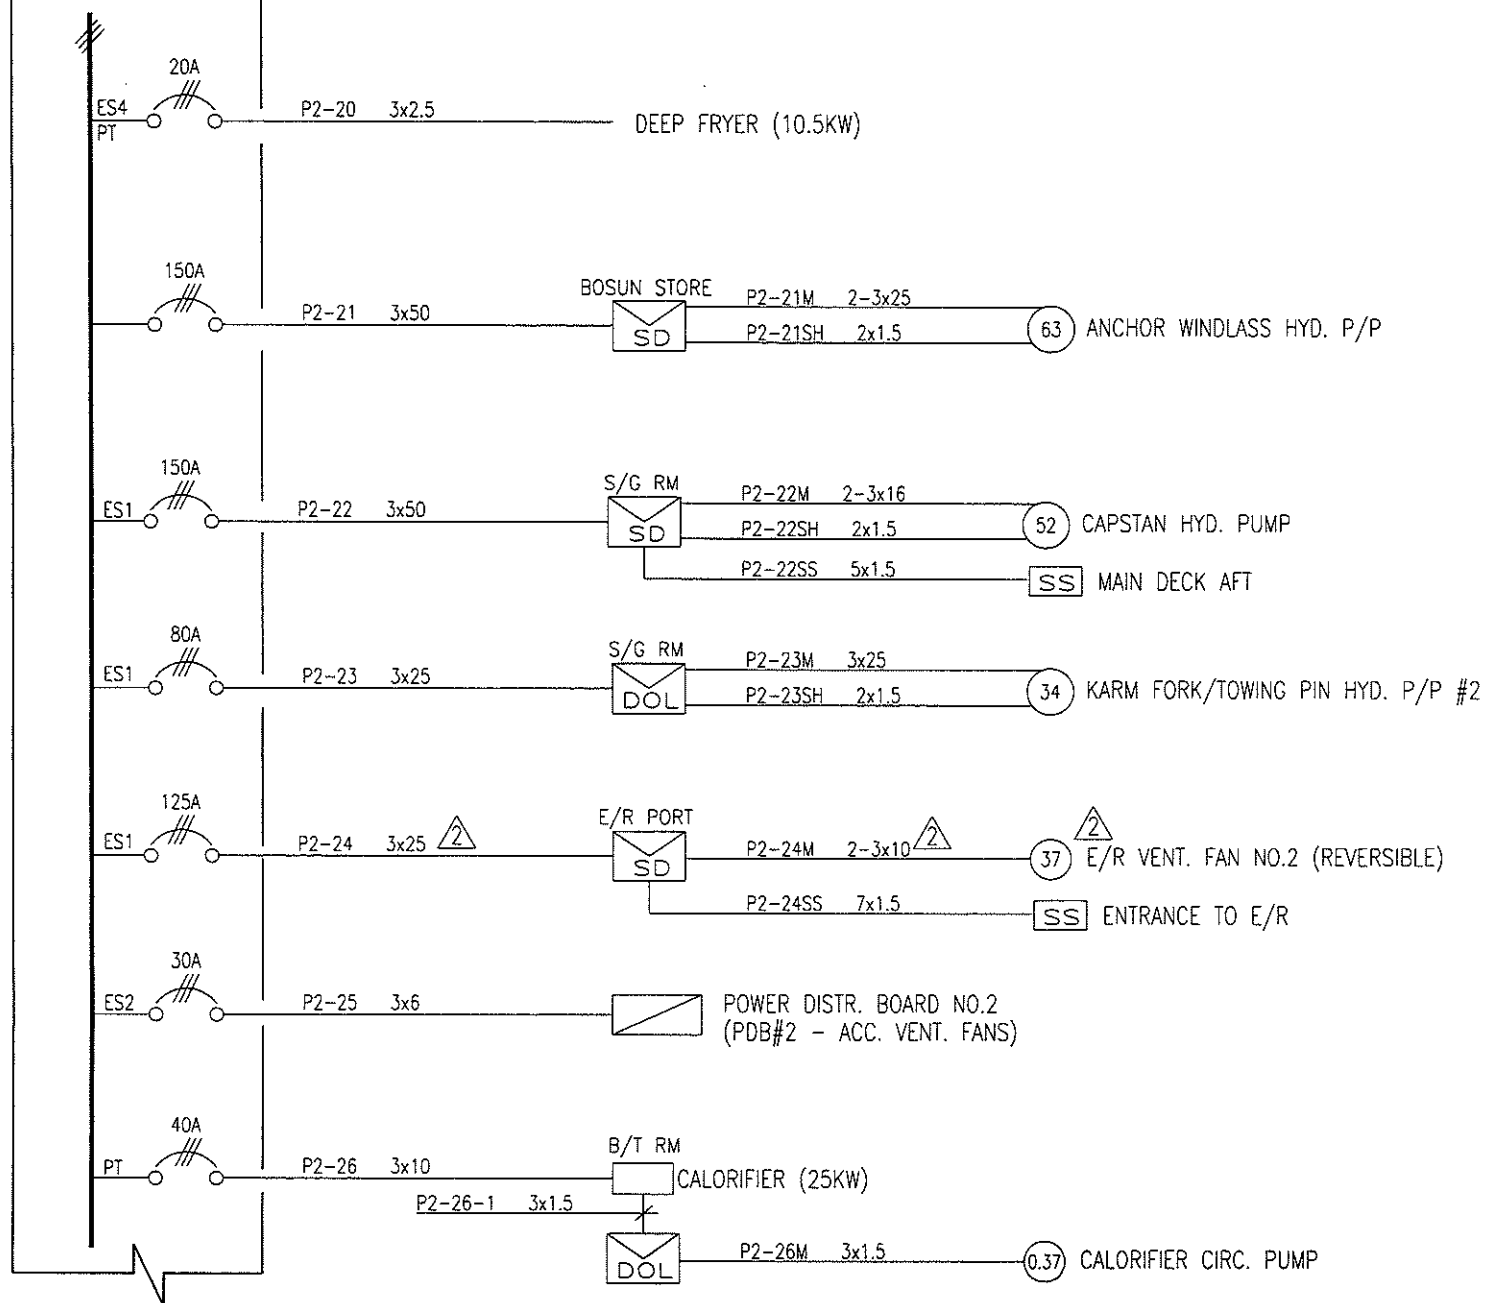 20A
ES4
PT
P2-20 3x2.5
DEEP FRYER (10.5KW)
150A
P2-21 3x50
BOSUN STORE
SD
P2-21M 2-3x25
P2-21SH 2x1.5
63
ANCHOR WINDLASS HYD. P/P
150A
ES1
P2-22 3x50
S/G RM
SD
P2-22M 2-3x16
P2-22SH 2x1.5
52
CAPSTAN HYD. PUMP
P2-22SS 5x1.5
SS
MAIN DECK AFT
80A
ES1
P2-23 3x25
S/G RM
DOL
P2-23M 3x25
P2-23SH 2x1.5
34
KARM FORK/TOWING PIN HYD. P/P #2
125A
ES1
P2-24 3x25 2
E/R PORT
SD
P2-24M 2-3x10 2
37
2
E/R VENT. FAN NO.2 (REVERSIBLE)
P2-24SS 7x1.5
SS
ENTRANCE TO E/R
30A
ES2
P2-25 3x6
POWER DISTR. BOARD NO.2
(PDB#2 - ACC. VENT. FANS)
40A
PT
P2-26 3x10
B/T RM
CALORIFIER (25KW)
P2-26-1 3x1.5
DOL
P2-26M 3x1.5
0.37
CALORIFIER CIRC. PUMP